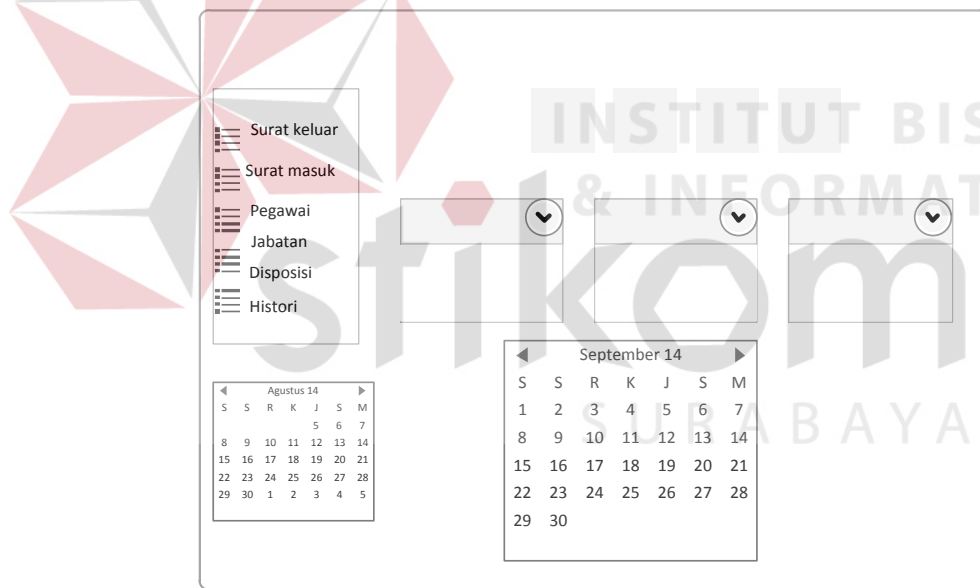 Surat keluar
Surat masuk
Pegawai
Jabatan
Disposisi
Histori
INSTITUT BIS
& INFORMAT
stikom
SURABAYA
Agustus 14
S S R K J S M
5 6 7
8 9 10 11 12 13 14
15 16 17 18 19 20 21
22 23 24 25 26 27 28
29 30 1 2 3 4 5
September 14
S S R K J S M
1 2 3 4 5 6 7
8 9 10 11 12 13 14
15 16 17 18 19 20 21
22 23 24 25 26 27 28
29 30